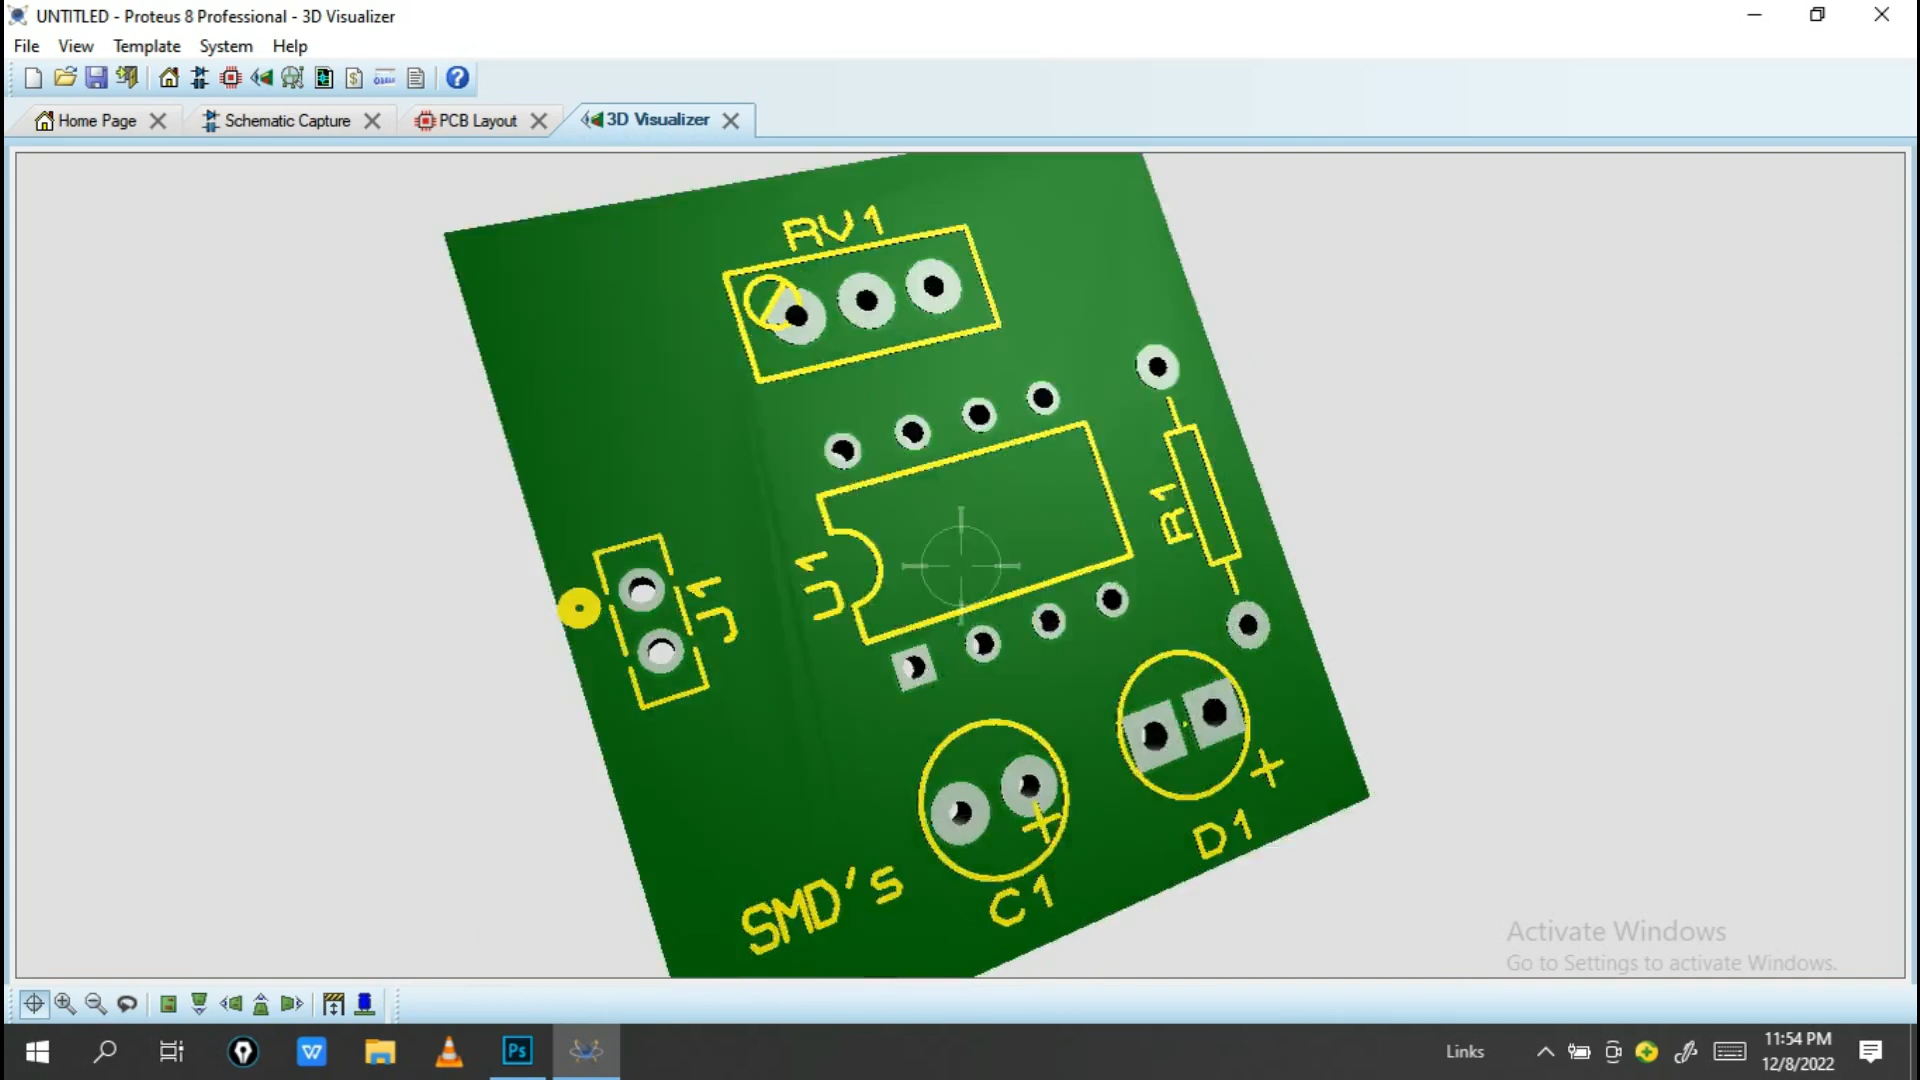 UNTITLED - Proteus 8 Professional - 3D Visualizer
File View Template System Help
Home Page Schematic Capture PCB Layout 3D Visualizer
RV1
R1
U1
J1
D1
C1
SMD's
Activate Windows
Go to Settings to activate Windows.
Ps
Links
11:54 PM
12/8/2022